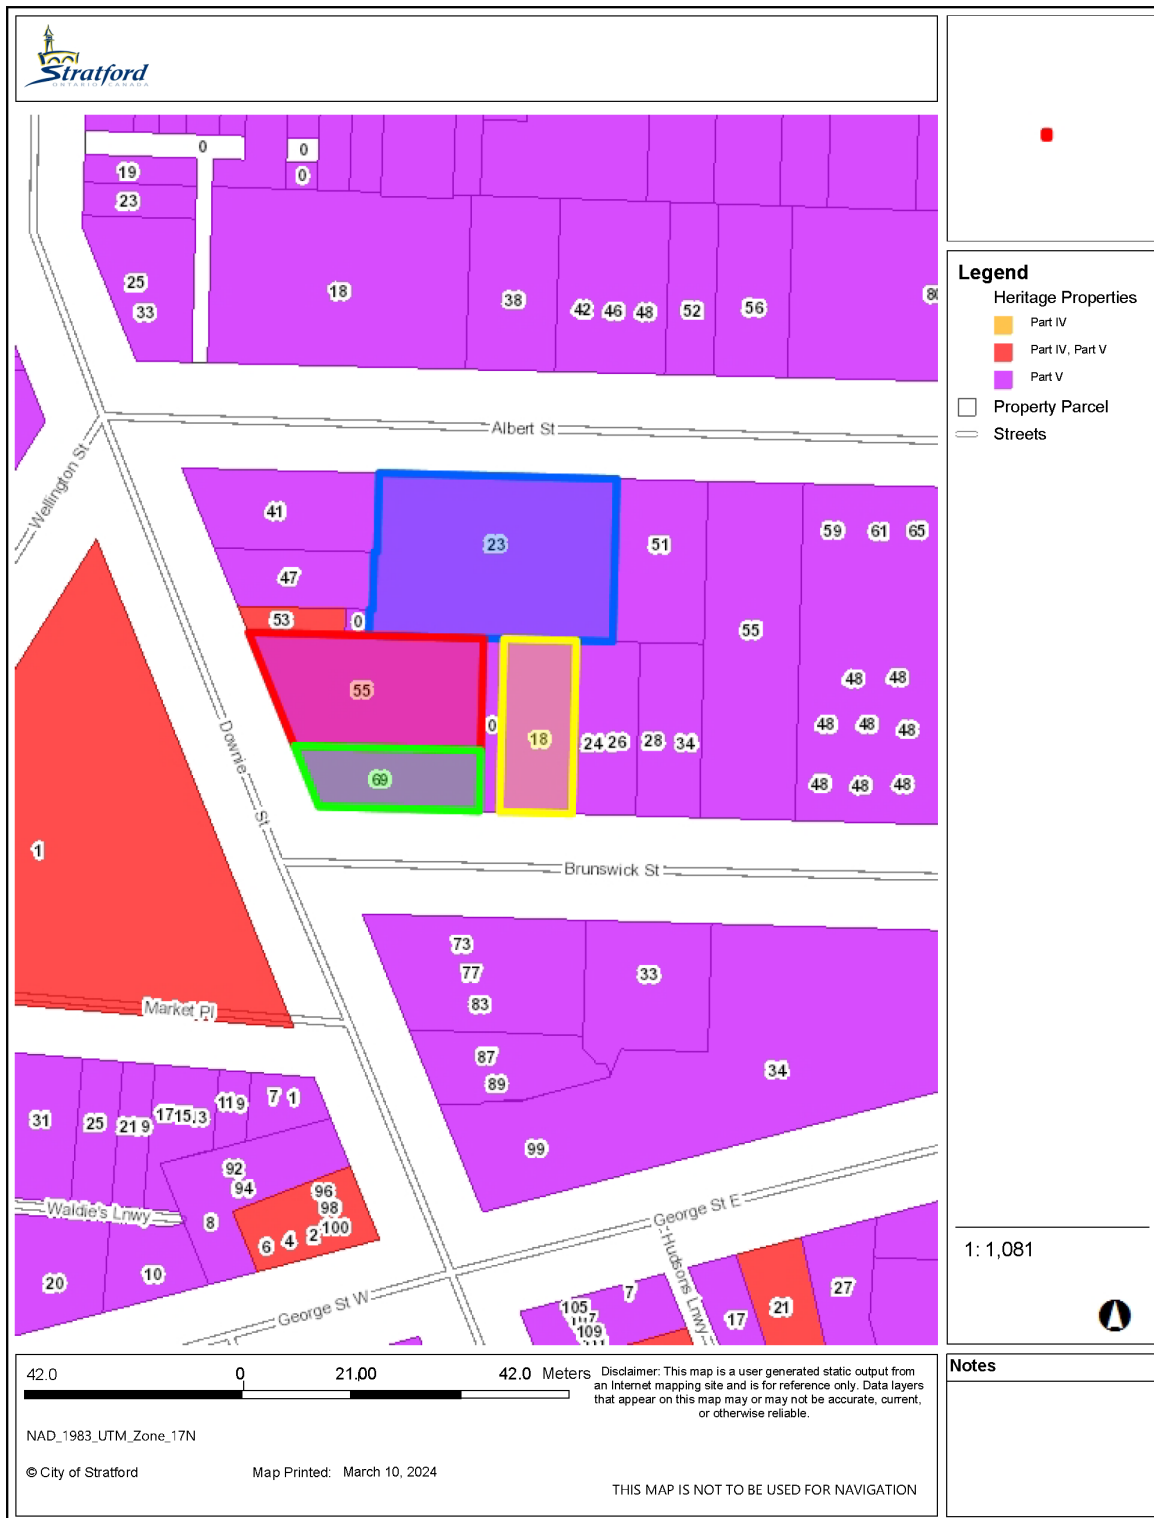 Stratford
ONTARIO CANADA
Legend
Heritage Properties
Part IV
Part IV, Part V
Part V
Property Parcel
Streets
0
0
19
0
23
25
33
18
38
42 46 48
52
56
Albert St
Wellington St
41
23
51
59 61 65
47
53
0
55
55
48 48
0
18
24 26
28
34
48 48 48
69
48 48 48
Downie St
1
Brunswick St
73
77
33
83
Market Pl
87
89
34
31
25
21 9
17 15
119
7 1
99
92
94
96
98
100
Waldie's Lnwy
8
6 4 2
George St E
20
10
Hudsons Lnwy
George St W
7
105
109
17
21
27
1: 1,081
42.0 0 21.00 42.0 Meters
Disclaimer: This map is a user generated static output from
an Internet mapping site and is for reference only. Data layers
that appear on this map may or may not be accurate, current,
or otherwise reliable.
NAD_1983_UTM_Zone_17N
© City of Stratford
Map Printed: March 10, 2024
THIS MAP IS NOT TO BE USED FOR NAVIGATION
Notes